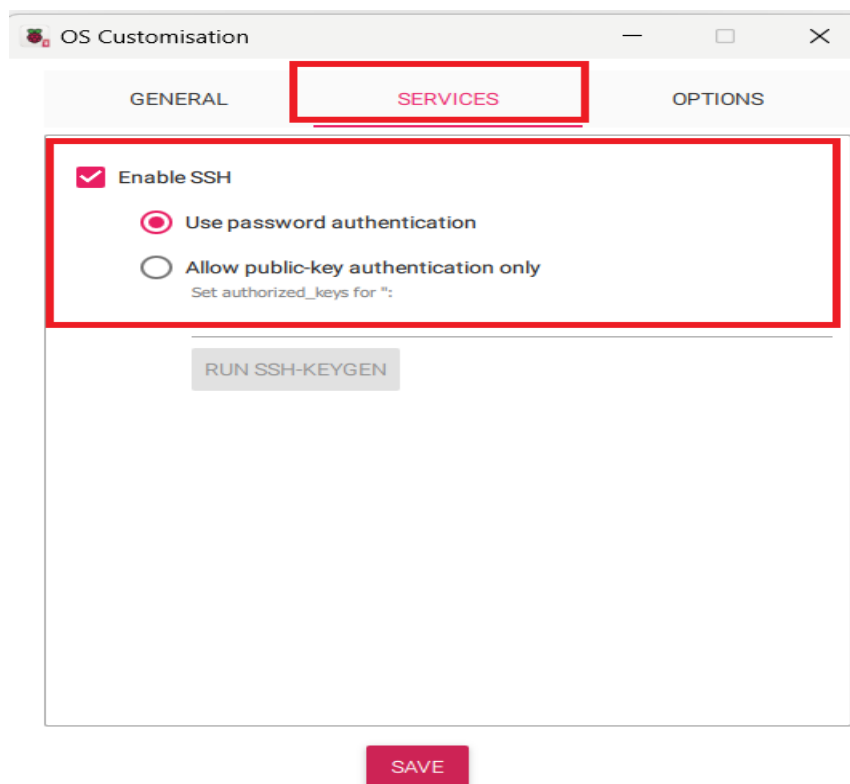 OS Customisation
GENERAL SERVICES OPTIONS
Enable SSH
Use password authentication
Allow public-key authentication only
Set authorized_keys for ":
RUN SSH-KEYGEN
SAVE